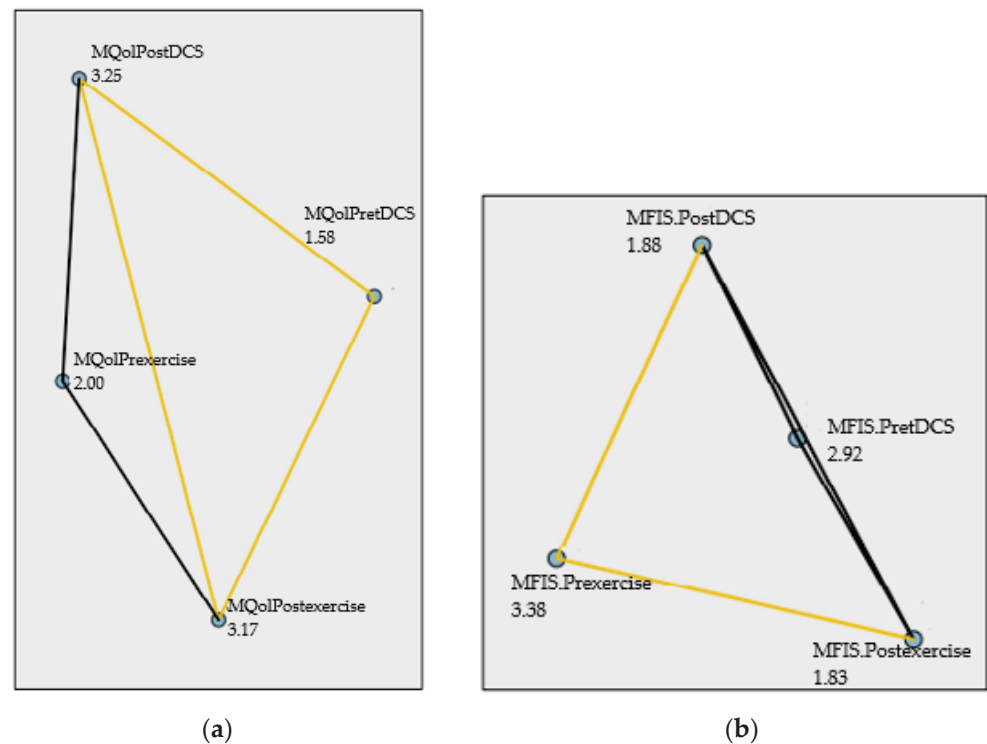 MQolPostDCS
3.25
MQolPretDCS
1.58
MQolPrexercise
2.00
MQolPostexercise
3.17
(a)
MFIS.PostDCS
1.88
MFIS.PretDCS
2.92
MFIS.Prexercise
3.38
MFIS.Postexercise
1.83
(b)